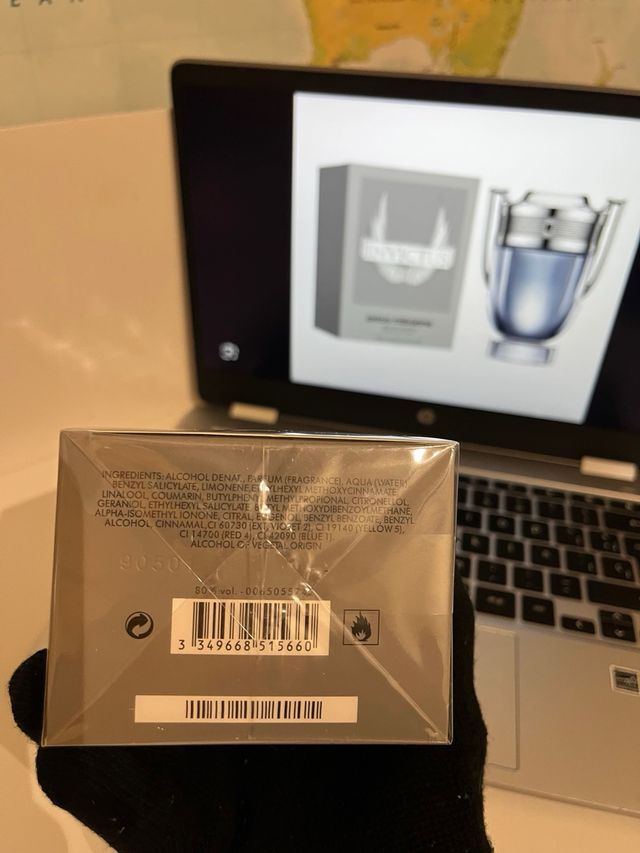 E A R
INVICTUS
INGREDIENTS: ALCOHOL DENAT., PARFUM (FRAGRANCE), AQUA (WATER)
BENZYL SALICYLATE, LIMONENE, ETHYLHEXYL METHOXYCINNAMATE
LINALOOL, COUMARIN, BUTYLPHENYL METHYLPROPIONAL, CITRONELLOL,
GERANIOL, ETHYLHEXYL SALICYLATE, BUTYL METHOXYDIBENZOYLMETHANE,
ALPHA-ISOMETHYL IONONE, CITRAL, EUGENOL, BENZYL BENZOATE, BENZYL
ALCOHOL, CINNAMAL, CI 60730 (EXT. VIOLET 2), CI 19140 (YELLOW 5),
CI 14700 (RED 4), CI 42090 (BLUE 1).
ALCOHOL OF VEGETAL ORIGIN
9050
80% vol. -
3 349668 515660